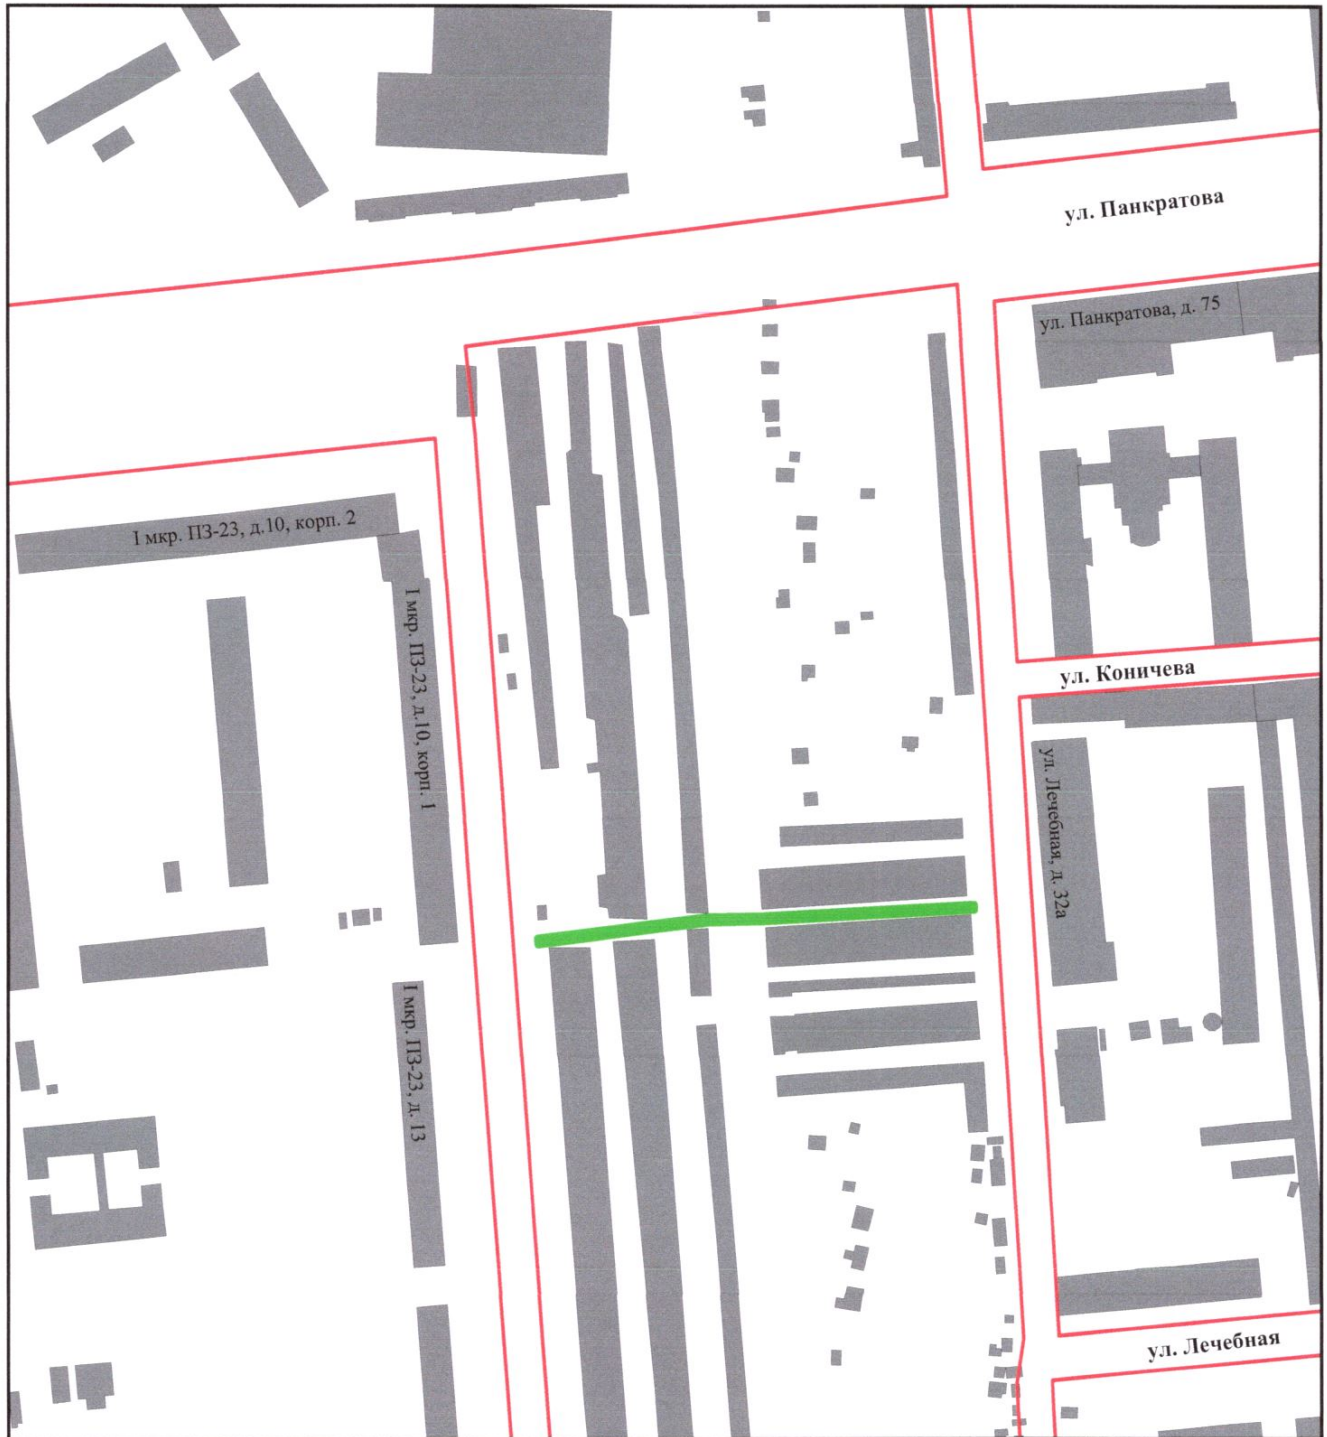 ул. Панкратова
ул. Панкратова, д. 75
I мкр. ПЗ-23, д.10, корп. 2
I мкр. ПЗ-23, д.10, корп. 1
ул. Коничева
ул. Лечебная, д. 32а
I мкр. ПЗ-23, д. 13
ул. Лечебная